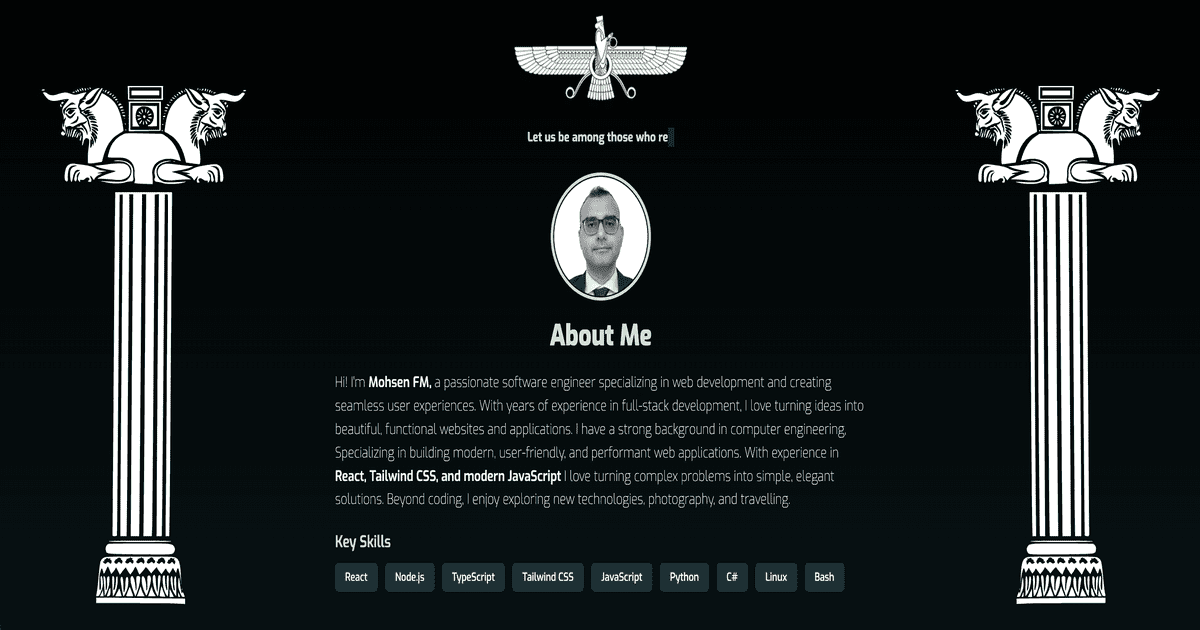 Let us be among those who re
About Me
Hi! I'm Mohsen FM, a passionate software engineer specializing in web development and creating
seamless user experiences. With years of experience in full-stack development, I love turning ideas into
beautiful, functional websites and applications. I have a strong background in computer engineering,
Specializing in building modern, user-friendly, and performant web applications. With experience in
React, Tailwind CSS, and modern JavaScript I love turning complex problems into simple, elegant
solutions. Beyond coding, I enjoy exploring new technologies, photography, and travelling.
Key Skills
React Node.js TypeScript Tailwind CSS JavaScript Python C# Linux Bash